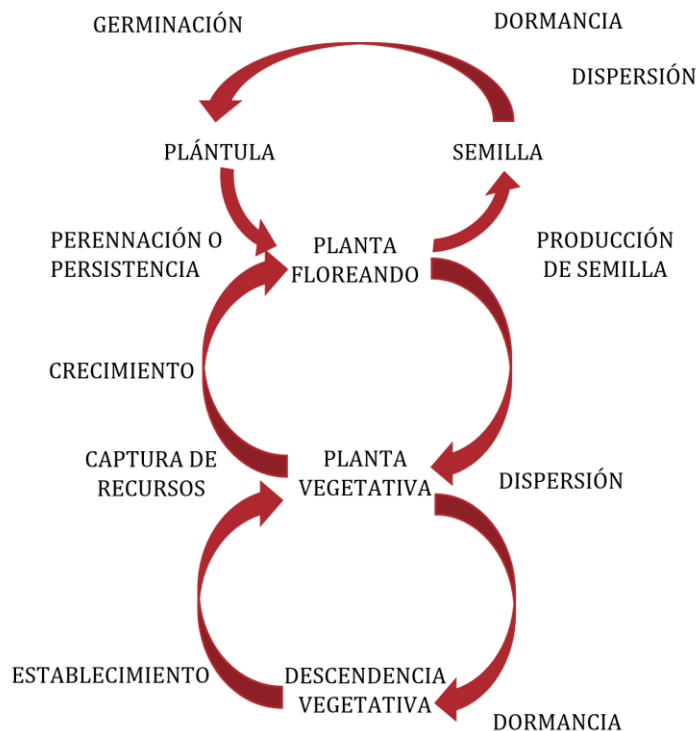 GERMINACIÓN
DORMANCIA
DISPERSIÓN
PLÁNTULA
SEMILLA
PERENNACIÓN O
PERSISTENCIA
PLANTA
FLOREANDO
PRODUCCIÓN
DE SEMILLA
CRECIMIENTO
CAPTURA DE
RECURSOS
PLANTA
VEGETATIVA
DISPERSIÓN
ESTABLECIMIENTO
DESCENDENCIA
VEGETATIVA
DORMANCIA